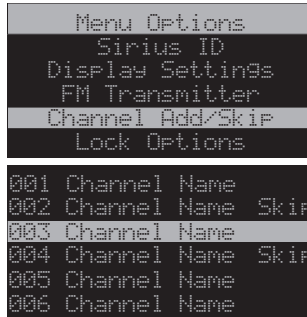 Menu Options
Sirius ID
Display Settings
FM Transmitter
Channel Add/Skip
Lock Options
001 Channel Name
002 Channel Name Skip
003 Channel Name
004 Channel Name Skip
005 Channel Name
006 Channel Name